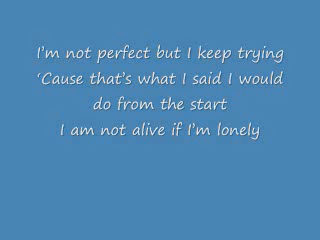 I'm not perfect but I keep trying
'Cause that's what I said I would
do from the start
I am not alive if I'm lonely